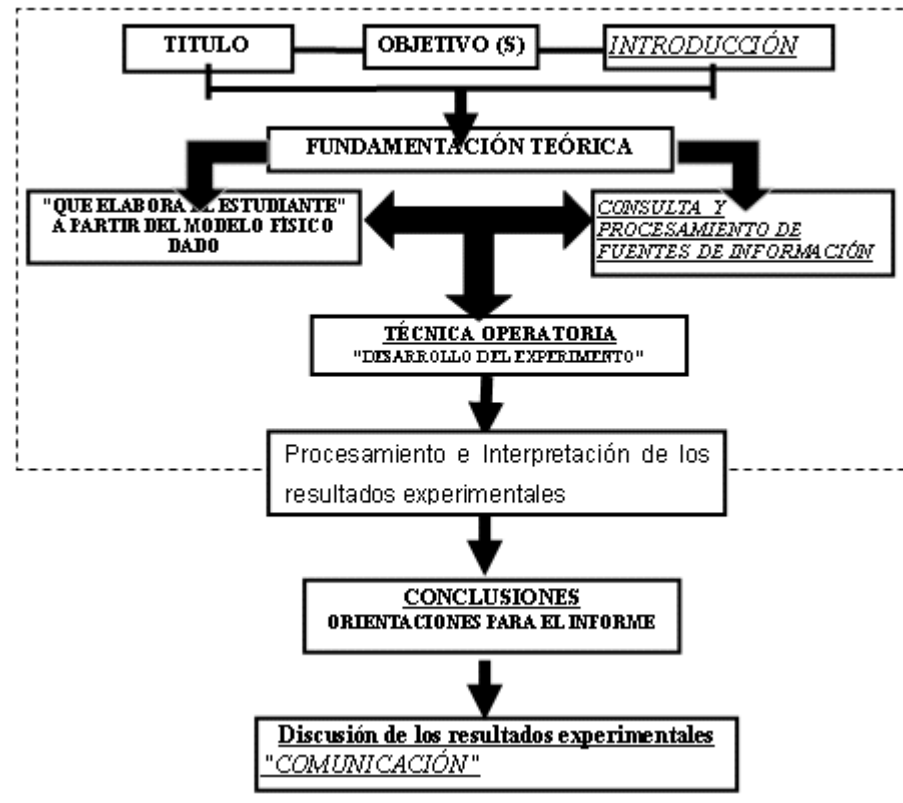 TITULO
OBJETIVO (S)
INTRODUCCIÓN
FUNDAMENTACIÓN TEÓRICA
"QUE ELABORA EL ESTUDIANTE"
A PARTIR DEL MODELO FÍSICO
DADO
CONSULTA Y
PROCESAMIENTO DE
FUENTES DE INFORMACIÓN
TÉCNICA OPERATORIA
"DESARROLLO DEL EXPERIMENTO"
Procesamiento e Interpretación de los
resultados experimentales
CONCLUSIONES
ORIENTACIONES PARA EL INFORME
Discusión de los resultados experimentales
"COMUNICACIÓN"